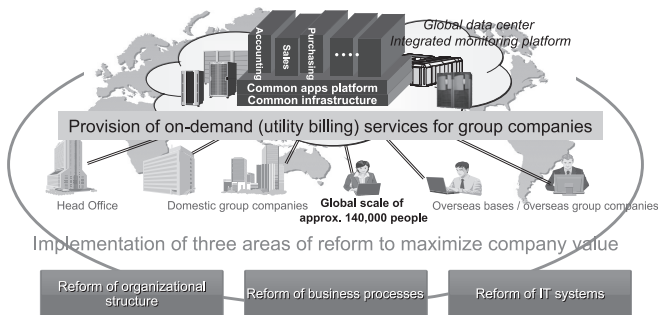 Global data center
Integrated monitoring platform
Accounting
Sales
Purchasing
....
Common apps platform
Common infrastructure
Provision of on-demand (utility billing) services for group companies
Head Office
Domestic group companies
Global scale of
approx. 140,000 people
Overseas bases / overseas group companies
Implementation of three areas of reform to maximize company value
Reform of organizational
structure
Reform of business processes
Reform of IT systems